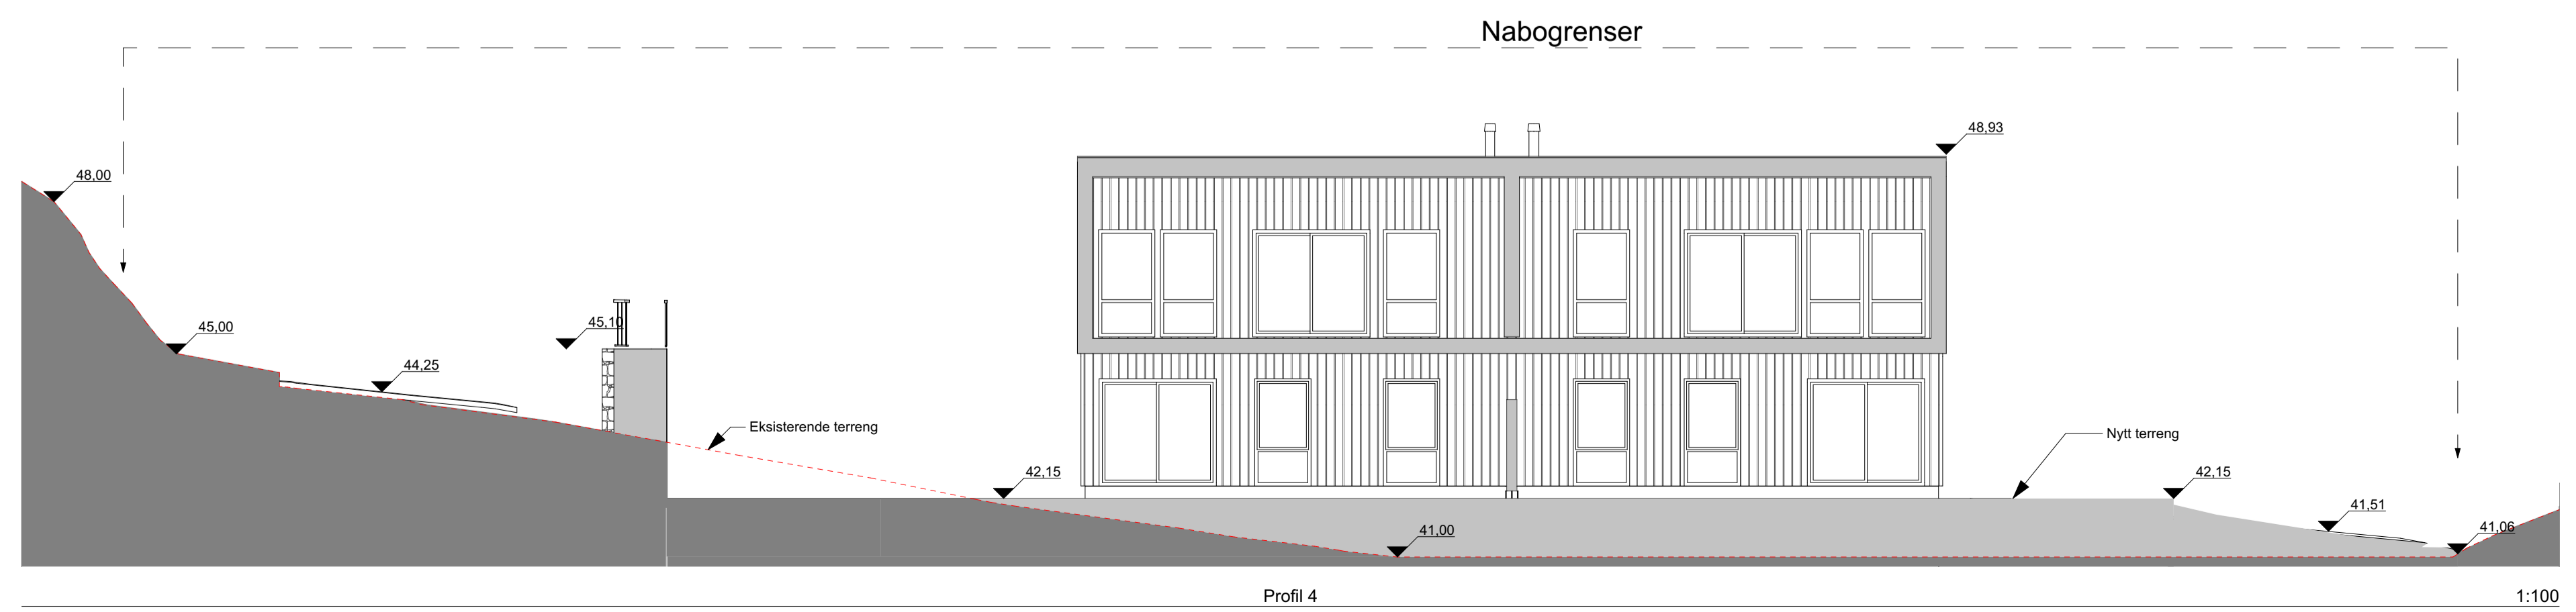 Nabogrenser
48,93
48,00
45,00
45,10
44,25
Eksisterende terreng
Nytt terreng
42,15
42,15
41,51
41,00
41,06
Profil 4
1:100